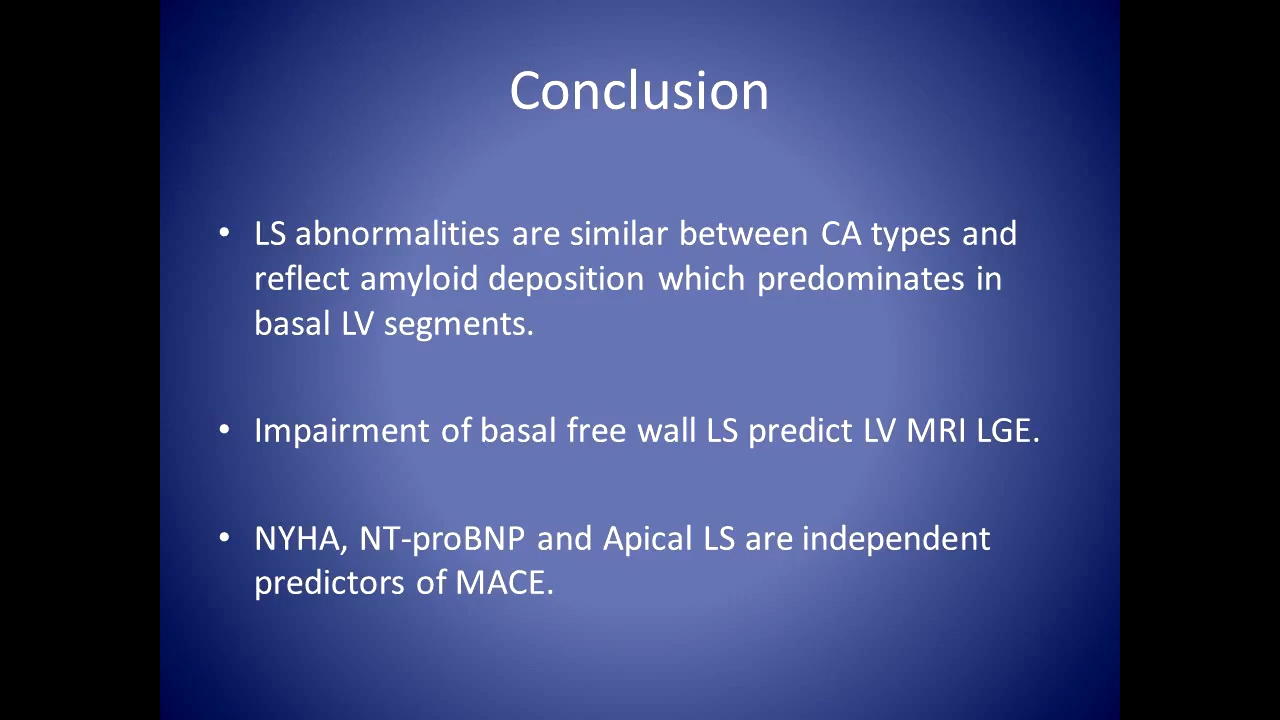 Conclusion
• LS abnormalities are similar between CA types and
reflect amyloid deposition which predominates in
basal LV segments.
• Impairment of basal free wall LS predict LV MRI LGE.
• NYHA, NT-proBNP and Apical LS are independent
predictors of MACE.